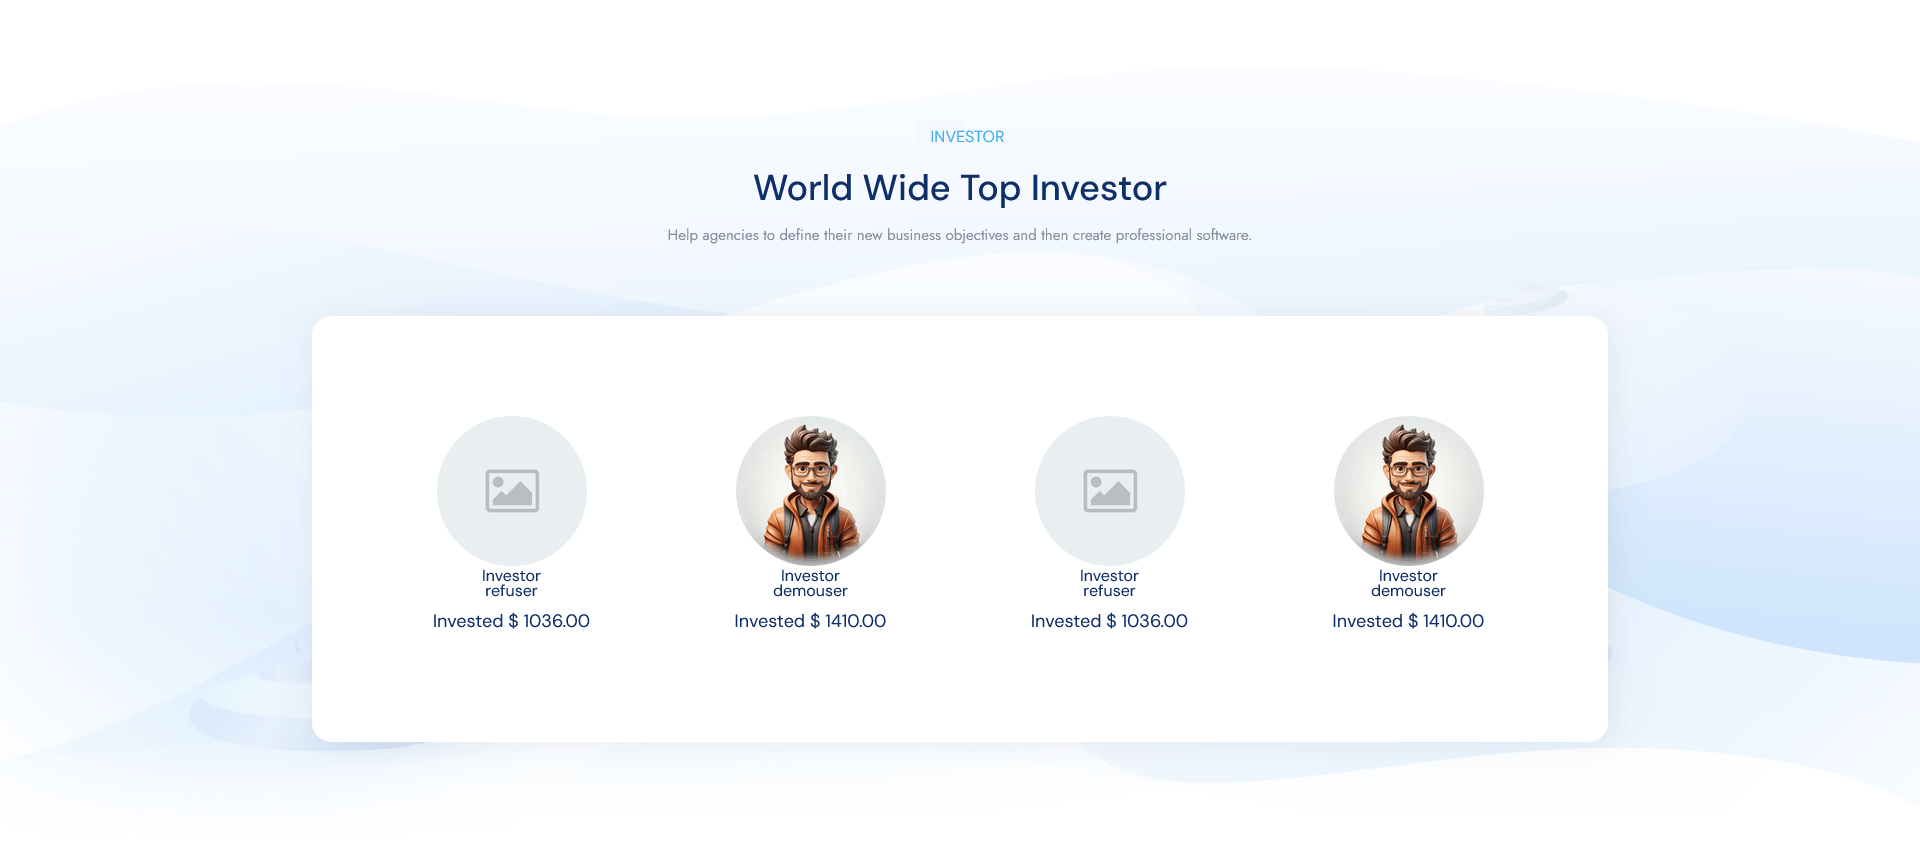 INVESTOR
World Wide Top Investor
Help agencies to define their new business objectives and then create professional software.
Investor
refuser
Invested $ 1036.00
Investor
demouser
Invested $ 1410.00
Investor
refuser
Invested $ 1036.00
Investor
demouser
Invested $ 1410.00